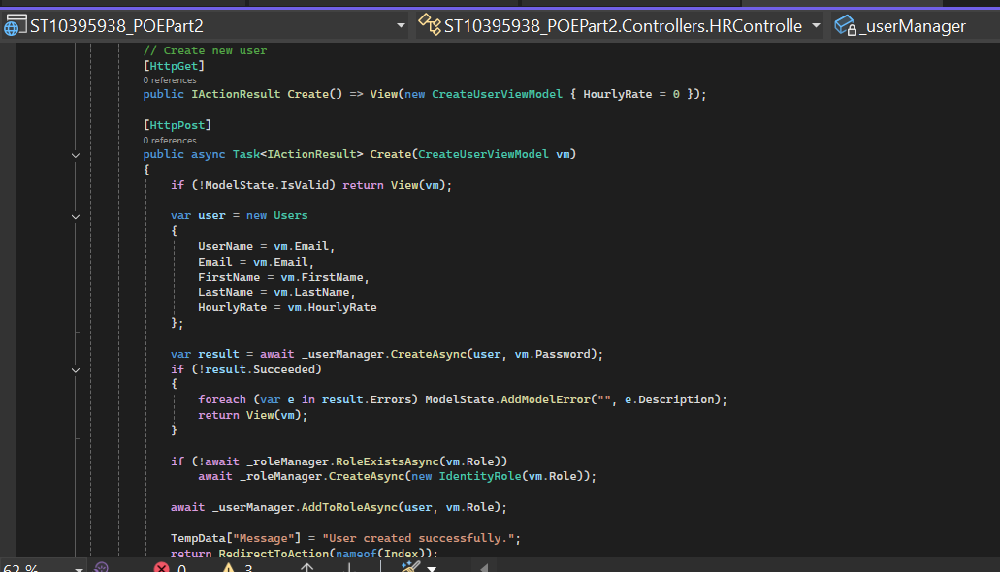 ST10395938_POEPart2
ST10395938_POEPart2.Controllers.HRControlle
_userManager
// Create new user
[HttpGet]
0 references
public IActionResult Create() => View(new CreateUserViewModel { HourlyRate = 0 });
[HttpPost]
0 references
public async Task<IActionResult> Create(CreateUserViewModel vm)
{
if (!ModelState.IsValid) return View(vm);
var user = new Users
{
UserName = vm.Email,
Email = vm.Email,
FirstName = vm.FirstName,
LastName = vm.LastName,
HourlyRate = vm.HourlyRate
};
var result = await _userManager.CreateAsync(user, vm.Password);
if (!result.Succeeded)
{
foreach (var e in result.Errors) ModelState.AddModelError("", e.Description);
return View(vm);
}
if (!await _roleManager.RoleExistsAsync(vm.Role))
await _roleManager.CreateAsync(new IdentityRole(vm.Role));
await _userManager.AddToRoleAsync(user, vm.Role);
TempData["Message"] = "User created successfully.";
return RedirectToAction(nameof(Index));
62 %
0
3